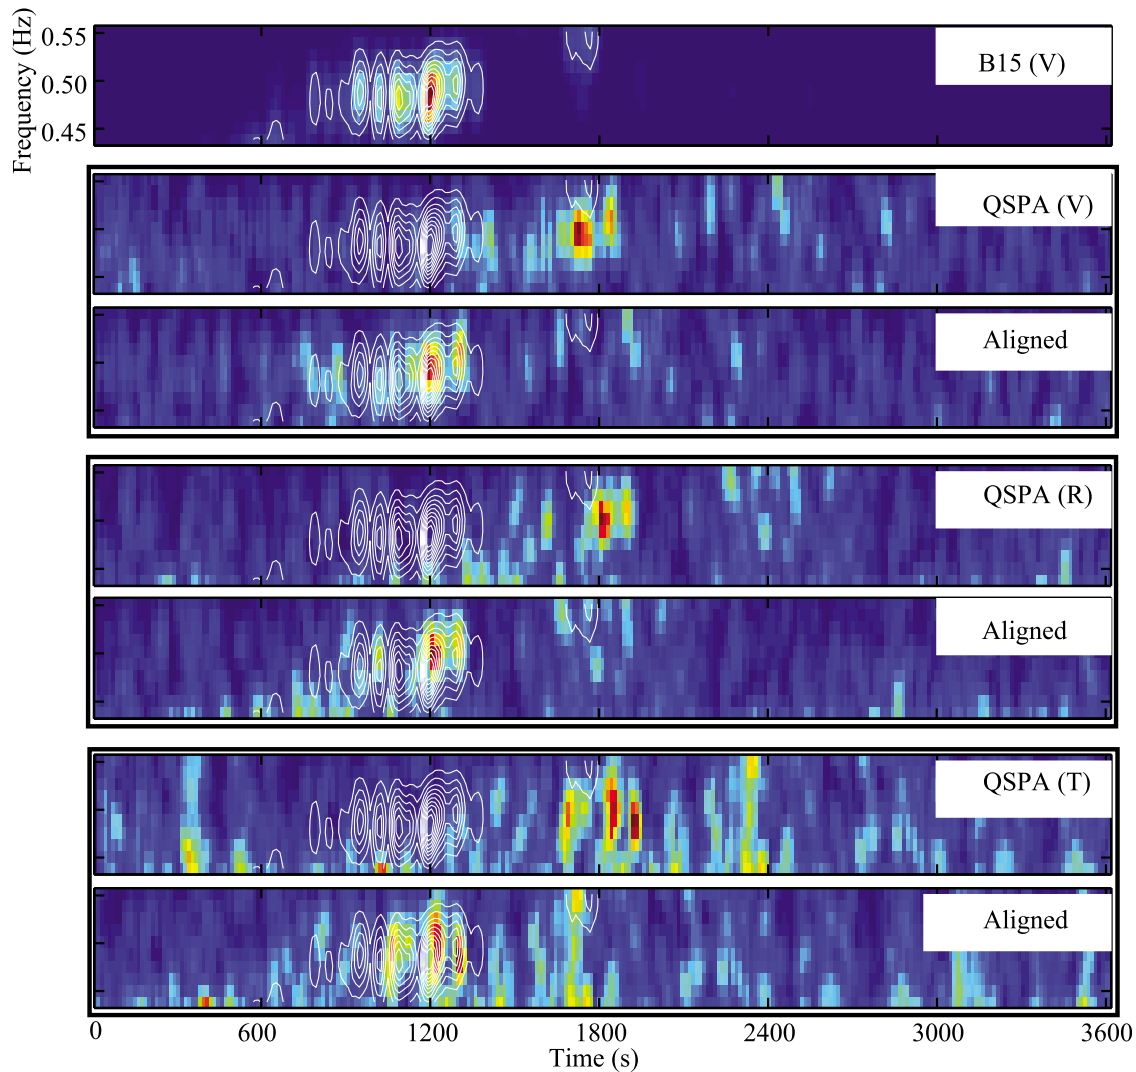 Frequency (Hz)
0.55
0.50
0.45
B15 (V)
QSPA (V)
Aligned
QSPA (R)
Aligned
QSPA (T)
Aligned
0 600 1200 1800 2400 3000 3600
Time (s)